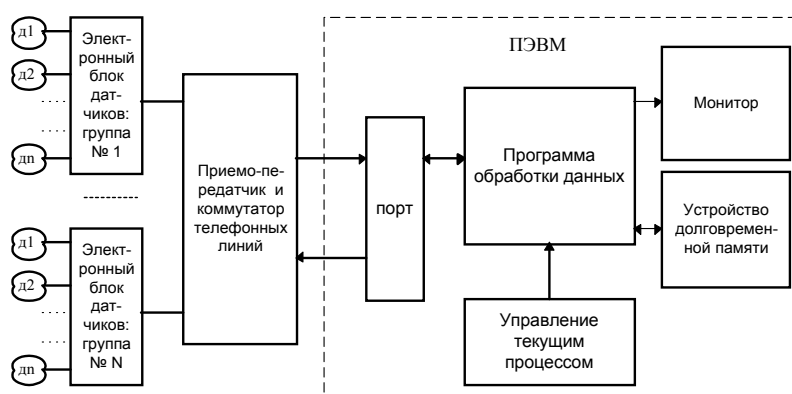 д1
д2
дn
Элект-
ронный
блок
дат-
чиков:
группа
№ 1
д1
д2
дn
Элект-
ронный
блок
дат-
чиков:
группа
№ N
Приемо-пе-
редатчик и
коммутатор
телефонных
линий
ПЭВМ
порт
Программа
обработки данных
Управление
текущим
процессом
Монитор
Устройство
долговремен-
ной памяти